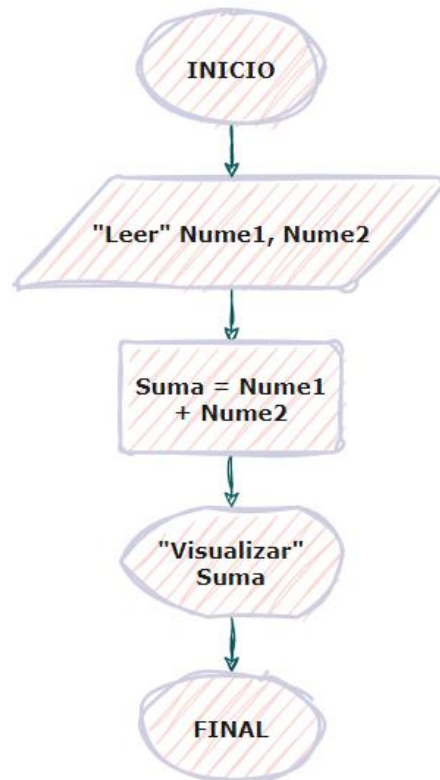 INICIO
"Leer" Nume1, Nume2
Suma = Nume1
+ Nume2
"Visualizar"
Suma
FINAL